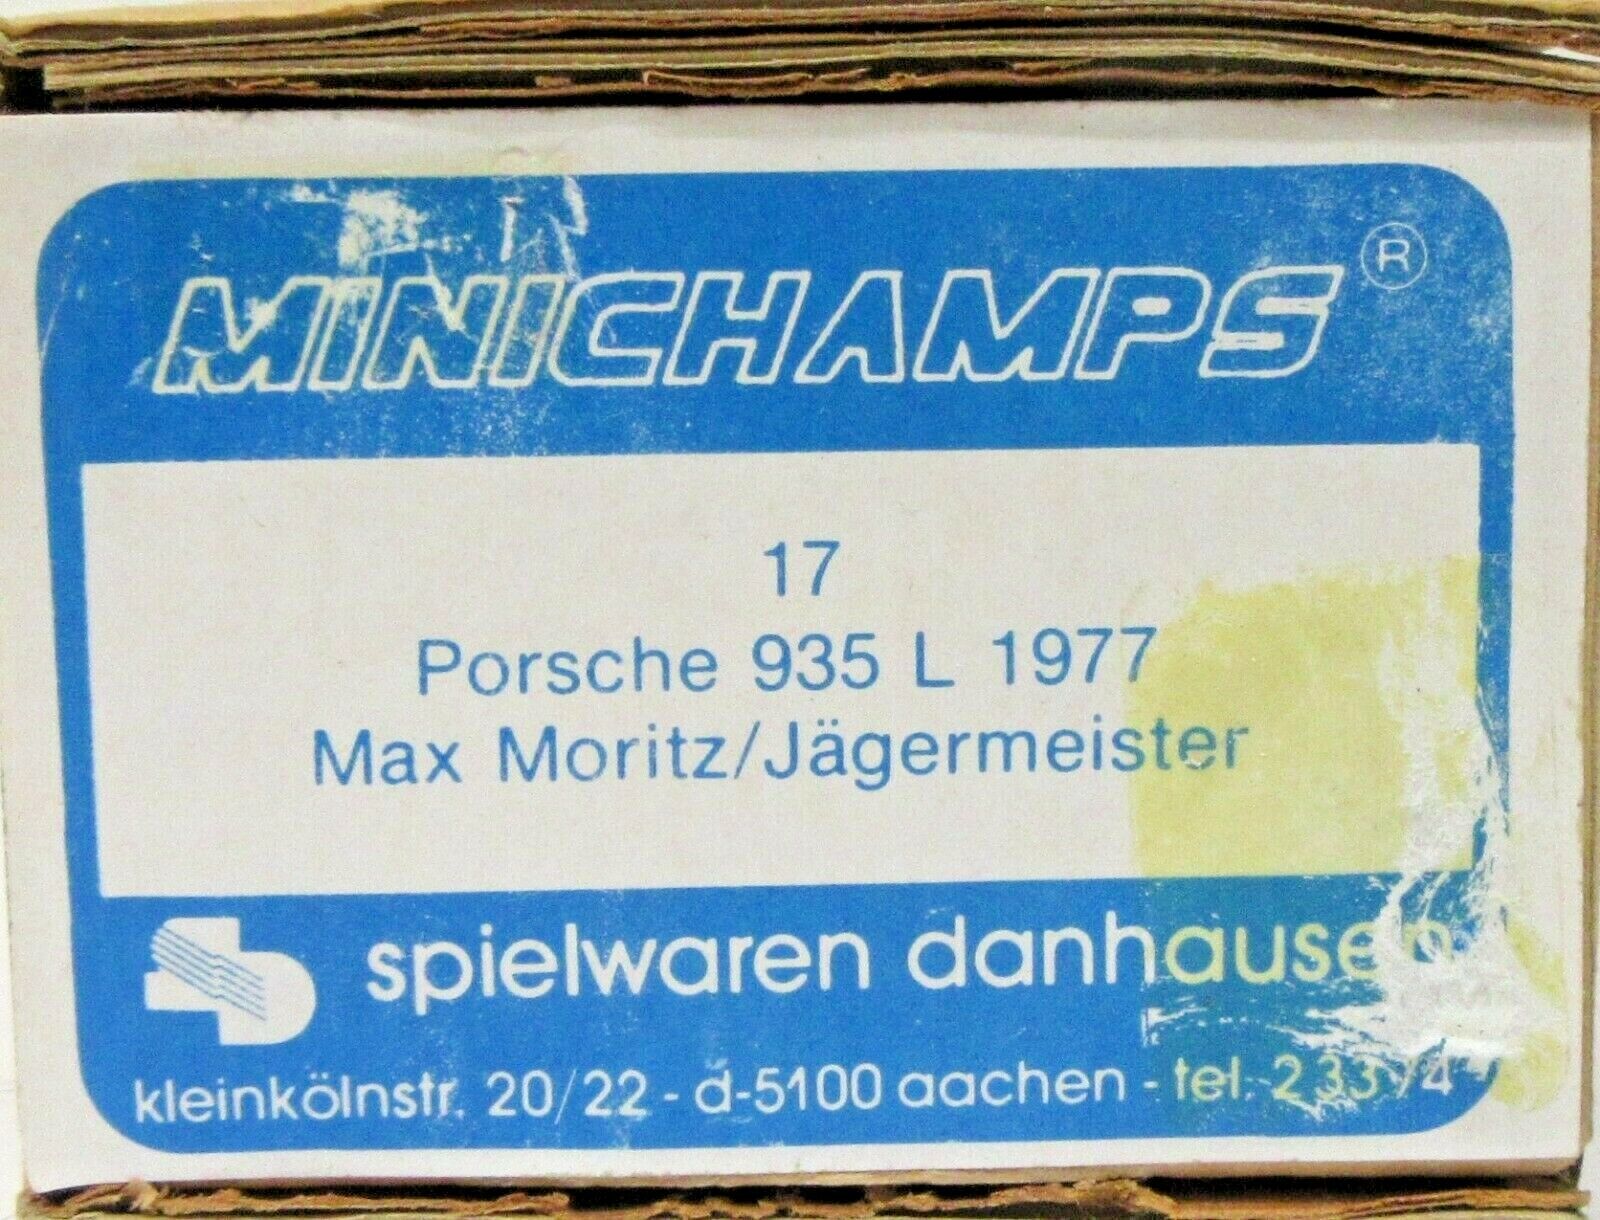 MINICHAMPS®
17
Porsche 935 L 1977
Max Moritz/Jägermeister
spielwaren danhausen
kleinkölnstr. 20/22 - d-5100 aachen - tel.